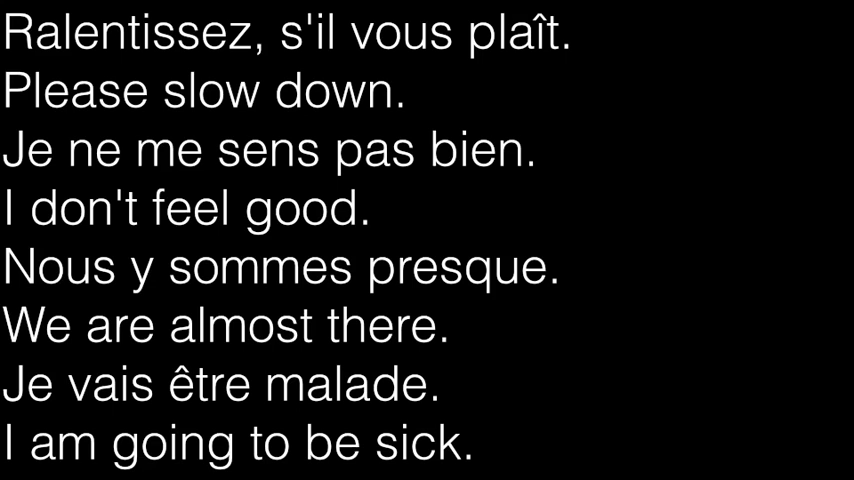 Ralentissez, s'il vous plaît.
Please slow down.
Je ne me sens pas bien.
I don't feel good.
Nous y sommes presque.
We are almost there.
Je vais être malade.
I am going to be sick.